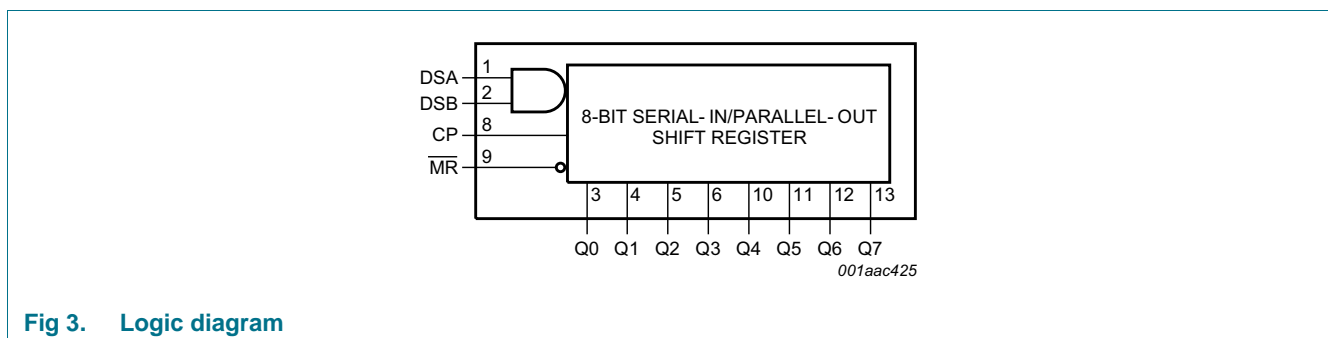 DSA 1
DSB 2
CP 8
M̅R̅ 9
8-BIT SERIAL- IN/PARALLEL- OUT
SHIFT REGISTER
3 4 5 6 10 11 12 13
Q0 Q1 Q2 Q3 Q4 Q5 Q6 Q7
001aac425
Fig 3. Logic diagram